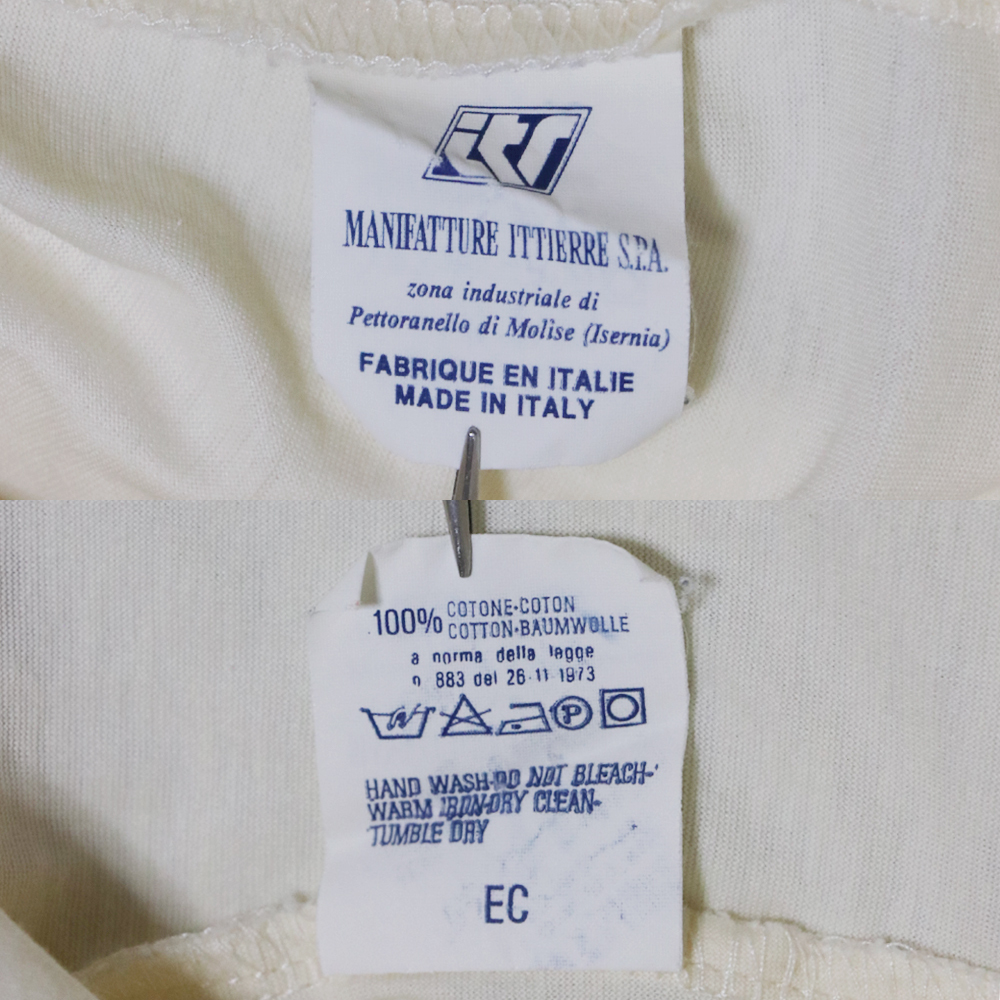 itr
MANIFATTURE ITTIERRE S.P.A.
zona industriale di
Pettoranello di Molise (Isernia)
FABRIQUE EN ITALIE
MADE IN ITALY
100% COTONE·COTON
COTTON·BAUMWOLLE
a norma della legge
n 883 del 26·11·1973
P
HAND WASH-DO NOT BLEACH-
WARM IRON-DRY CLEAN-
TUMBLE DRY
EC